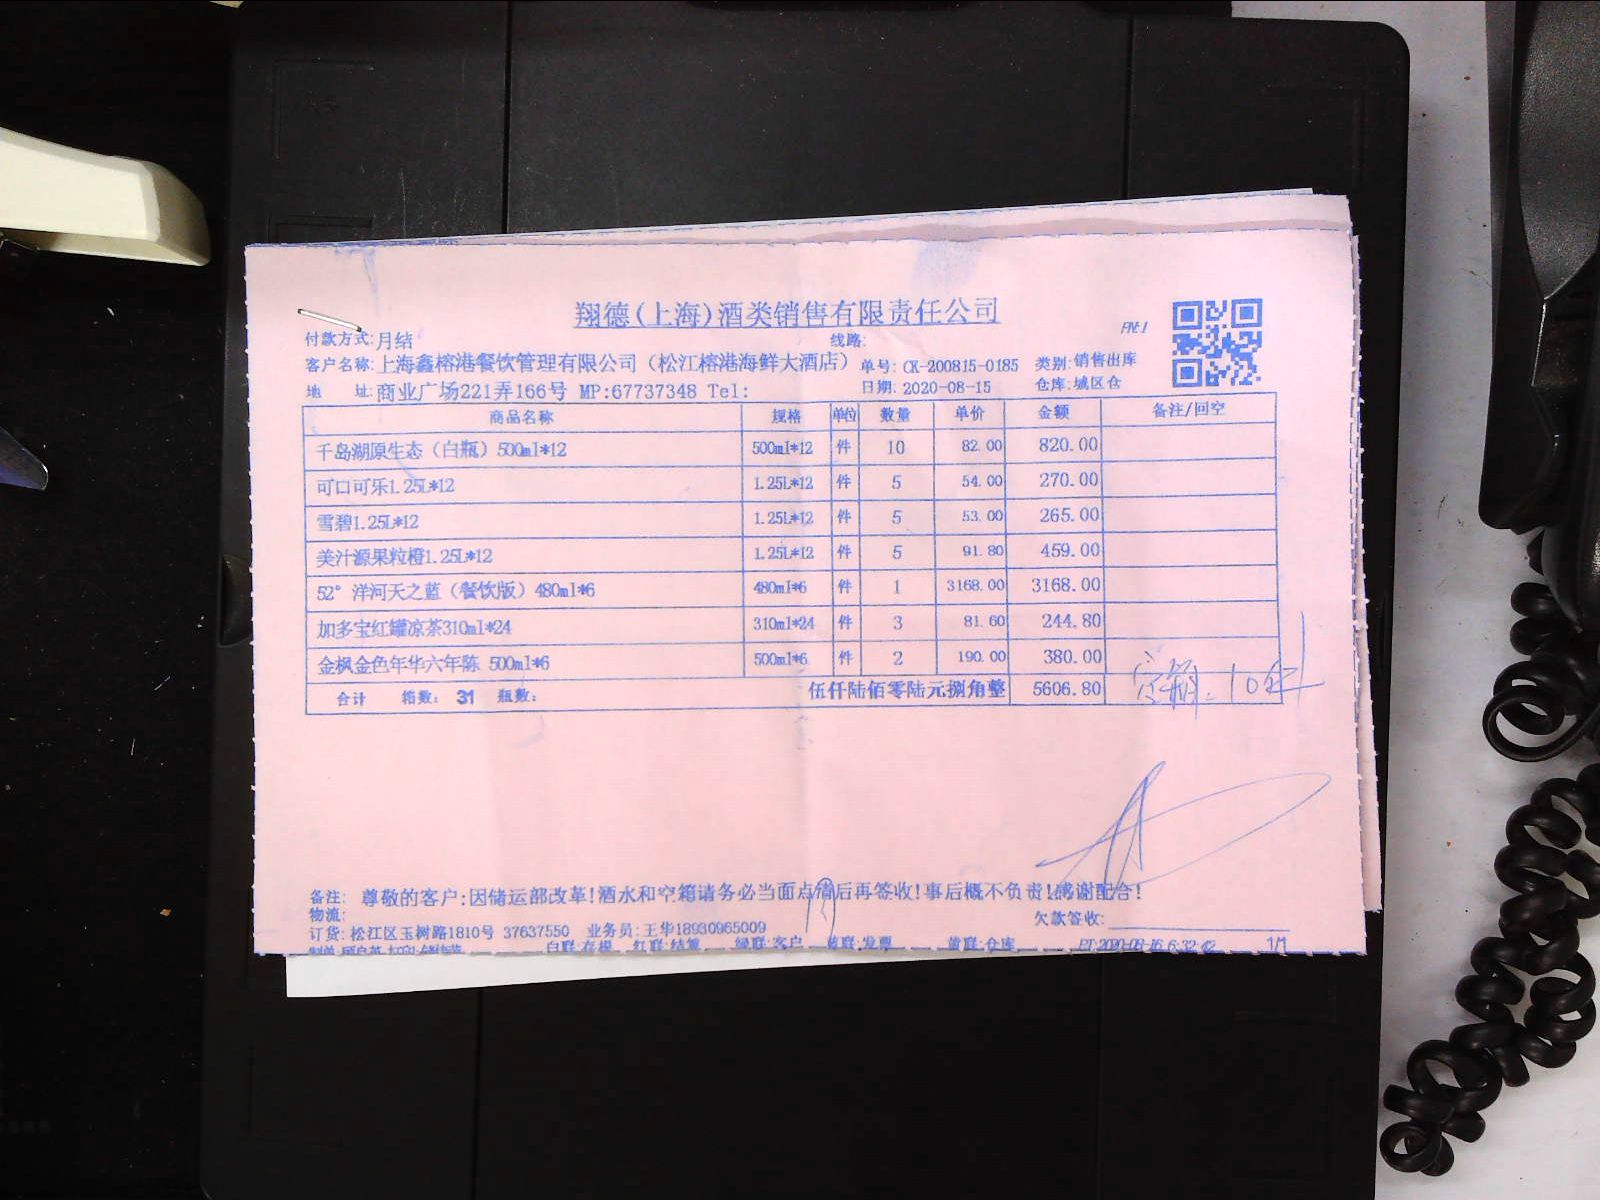 翔德(上海)酒类销售有限责任公司
付款方式:月结 线路:
客户名称:上海鑫榕港餐饮管理有限公司（松江榕港海鲜大酒店） 单号: CK-200815-0185 类别:销售出库
地 址:商业广场221弄166号 MP:67737348 Tel: 日期: 2020-08-15 仓库:城区仓
商品名称 规格 单位 数量 单价 金额 备注/回空
千岛湖原生态（白瓶）500ml*12 500ml*12 件 10 82.00 820.00
可口可乐1.25L*12 1.25L*12 件 5 54.00 270.00
雪碧1.25L*12 1.25L*12 件 5 53.00 265.00
美汁源果粒橙1.25L*12 1.25L*12 件 5 91.80 459.00
52° 洋河天之蓝（餐饮版）480ml*6 480ml*6 件 1 3168.00 3168.00
加多宝红罐凉茶310ml*24 310ml*24 件 3 81.60 244.80
金枫金色年华六年陈 500ml*6 500ml*6 件 2 190.00 380.00
合计 箱数: 31 瓶数: 伍仟陆佰零陆元捌角整 5606.80
备注: 尊敬的客户:因储运部改革!酒水和空箱请务必当面点清后再签收!事后概不负责!感谢配合!
物流: 欠款签收:
订货: 松江区玉树路1810号 37637550 业务员:王华18930965009
白联:存根 红联:结算 绿联:客户 蓝联:发票 黄联:仓库 PT:2020-08-16 6:32:42 1/1